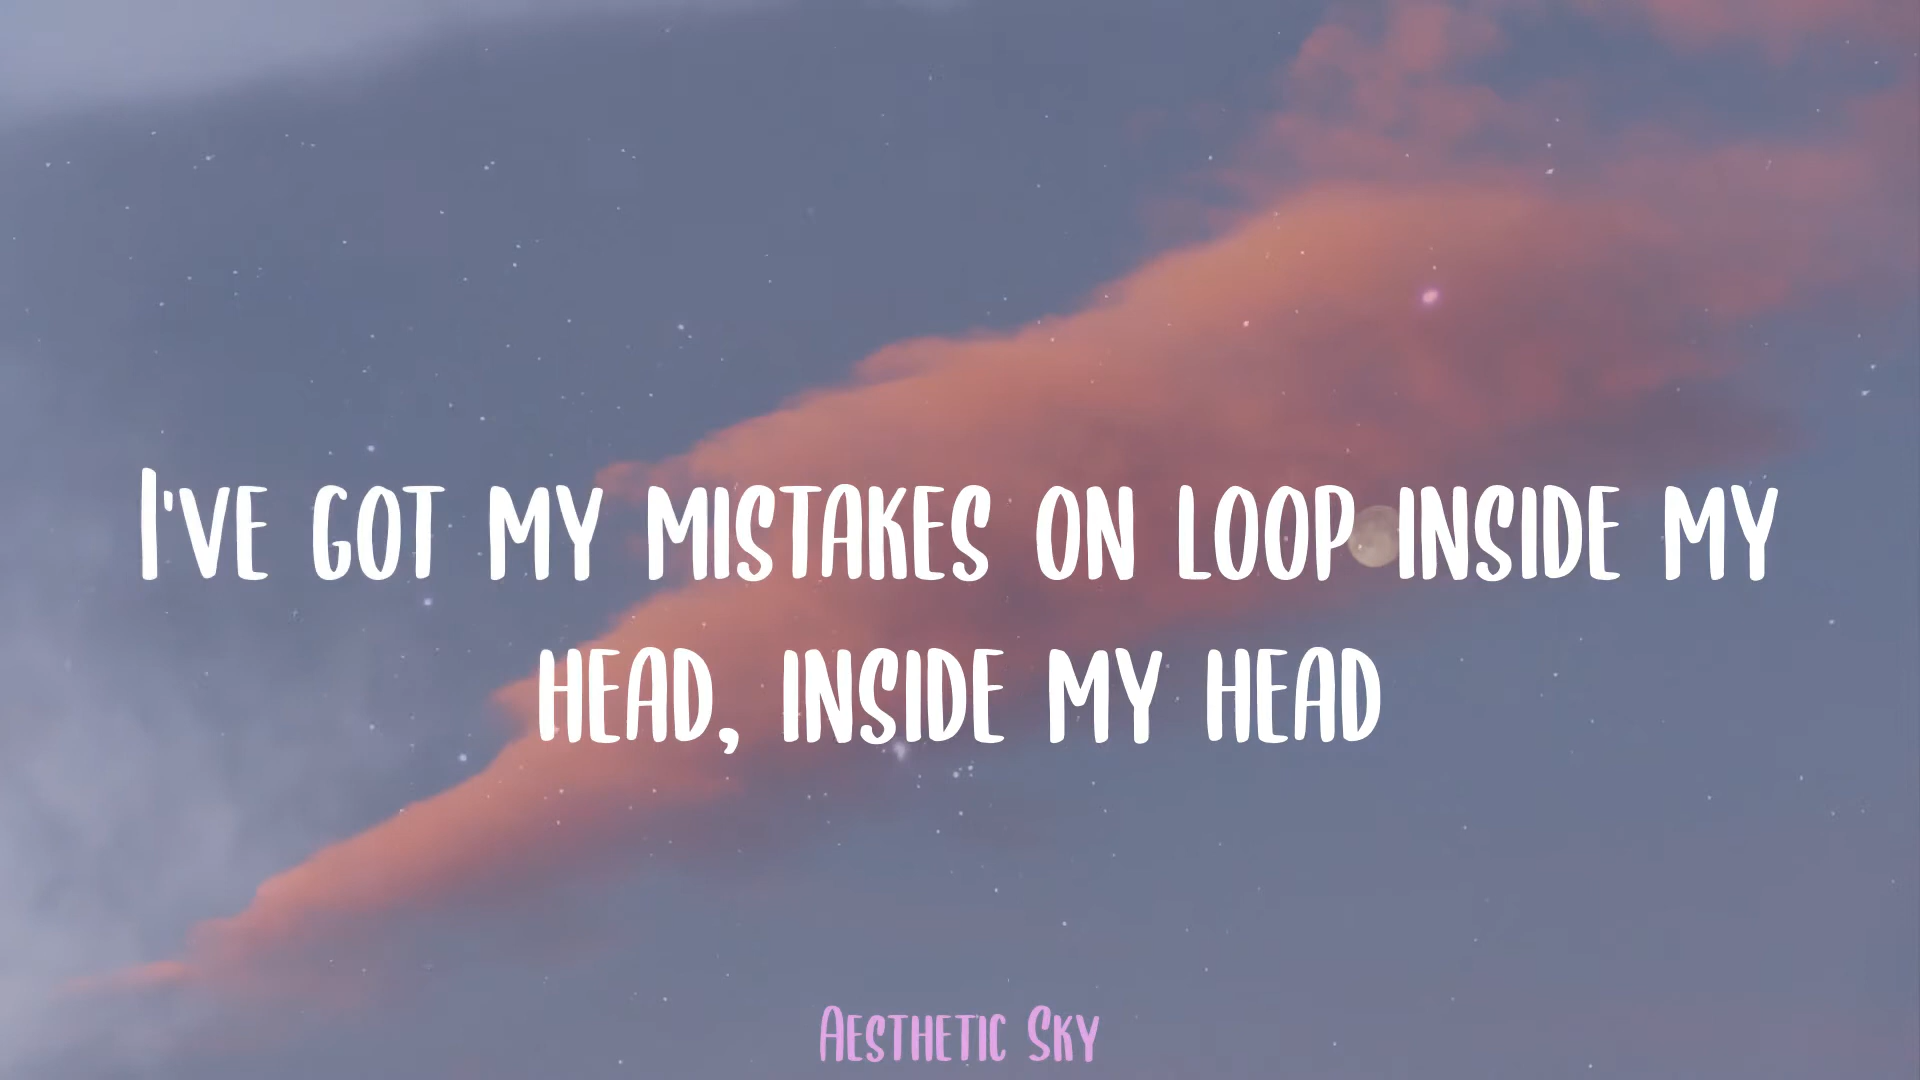 I'VE GOT MY MISTAKES ON LOOP INSIDE MY
HEAD, INSIDE MY HEAD
AESTHETIC SKY